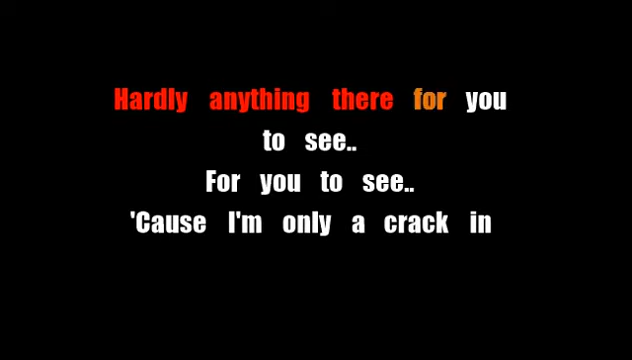 Hardly anything there for you
to see..
For you to see..
'Cause I'm only a crack in